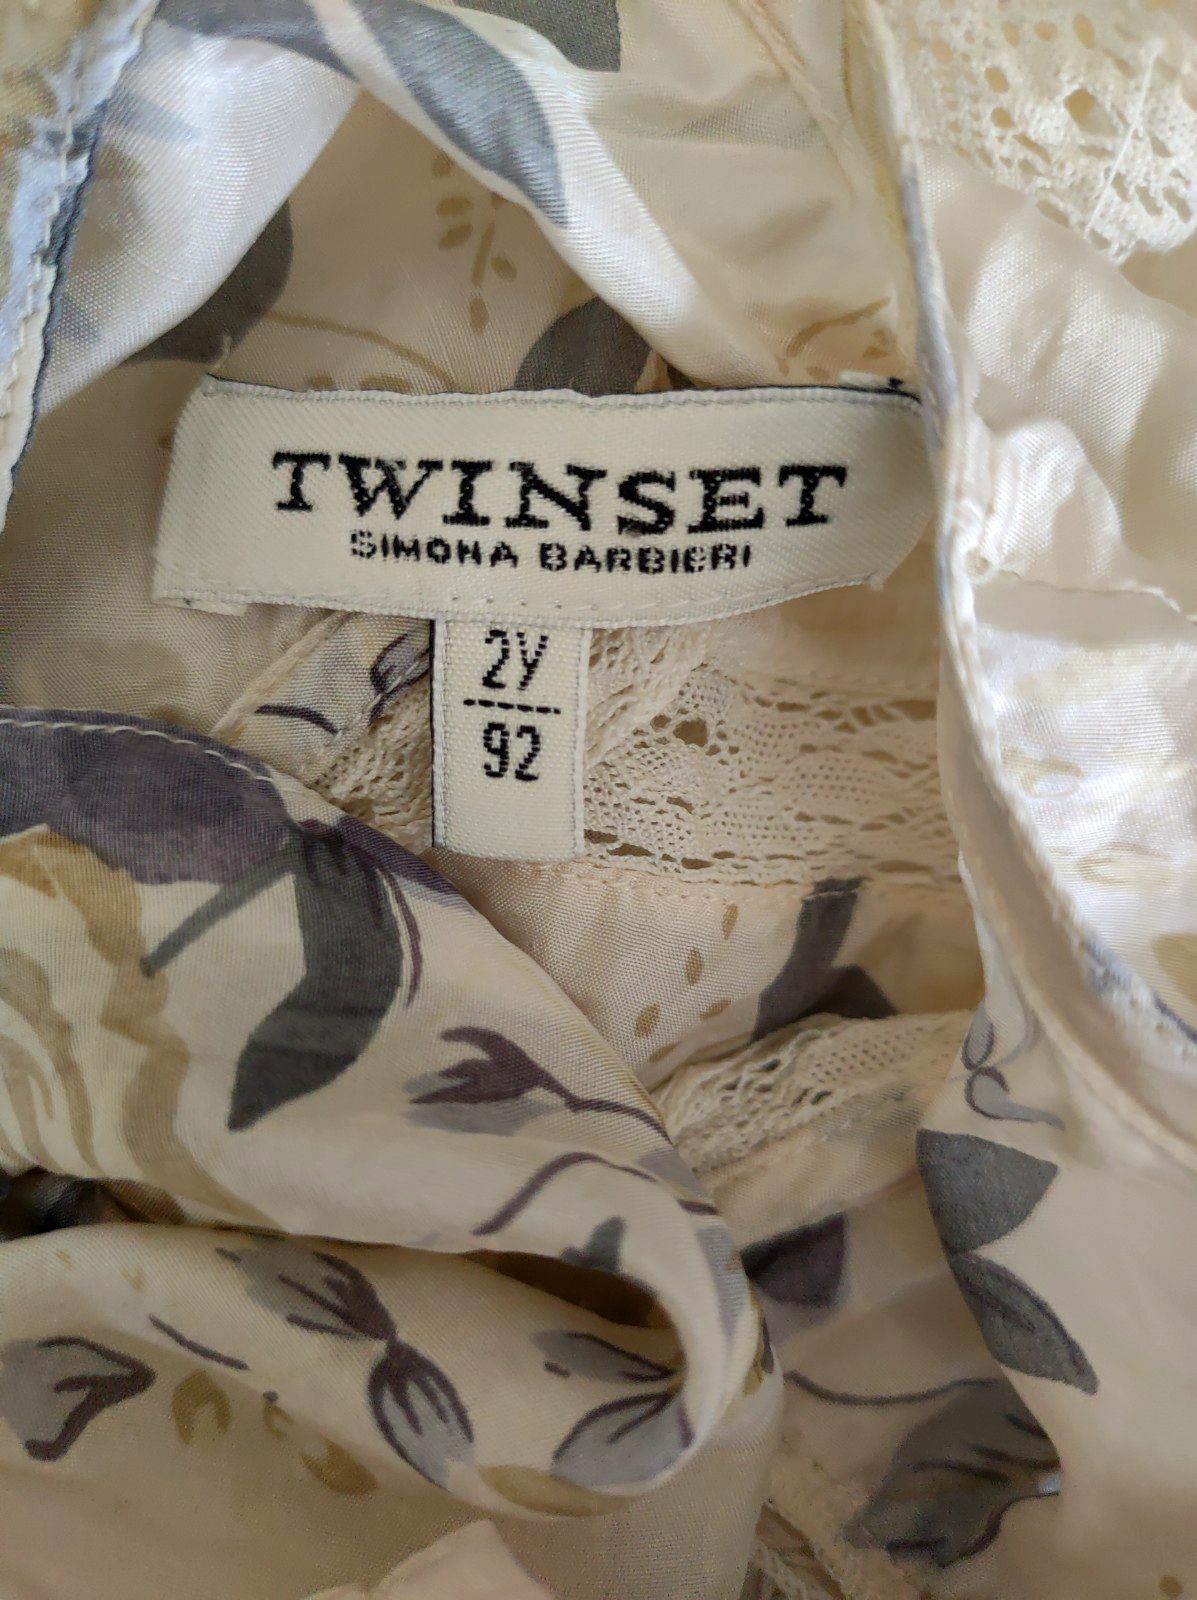 TWINSET
SIMONA BARBIERI
2Y
92